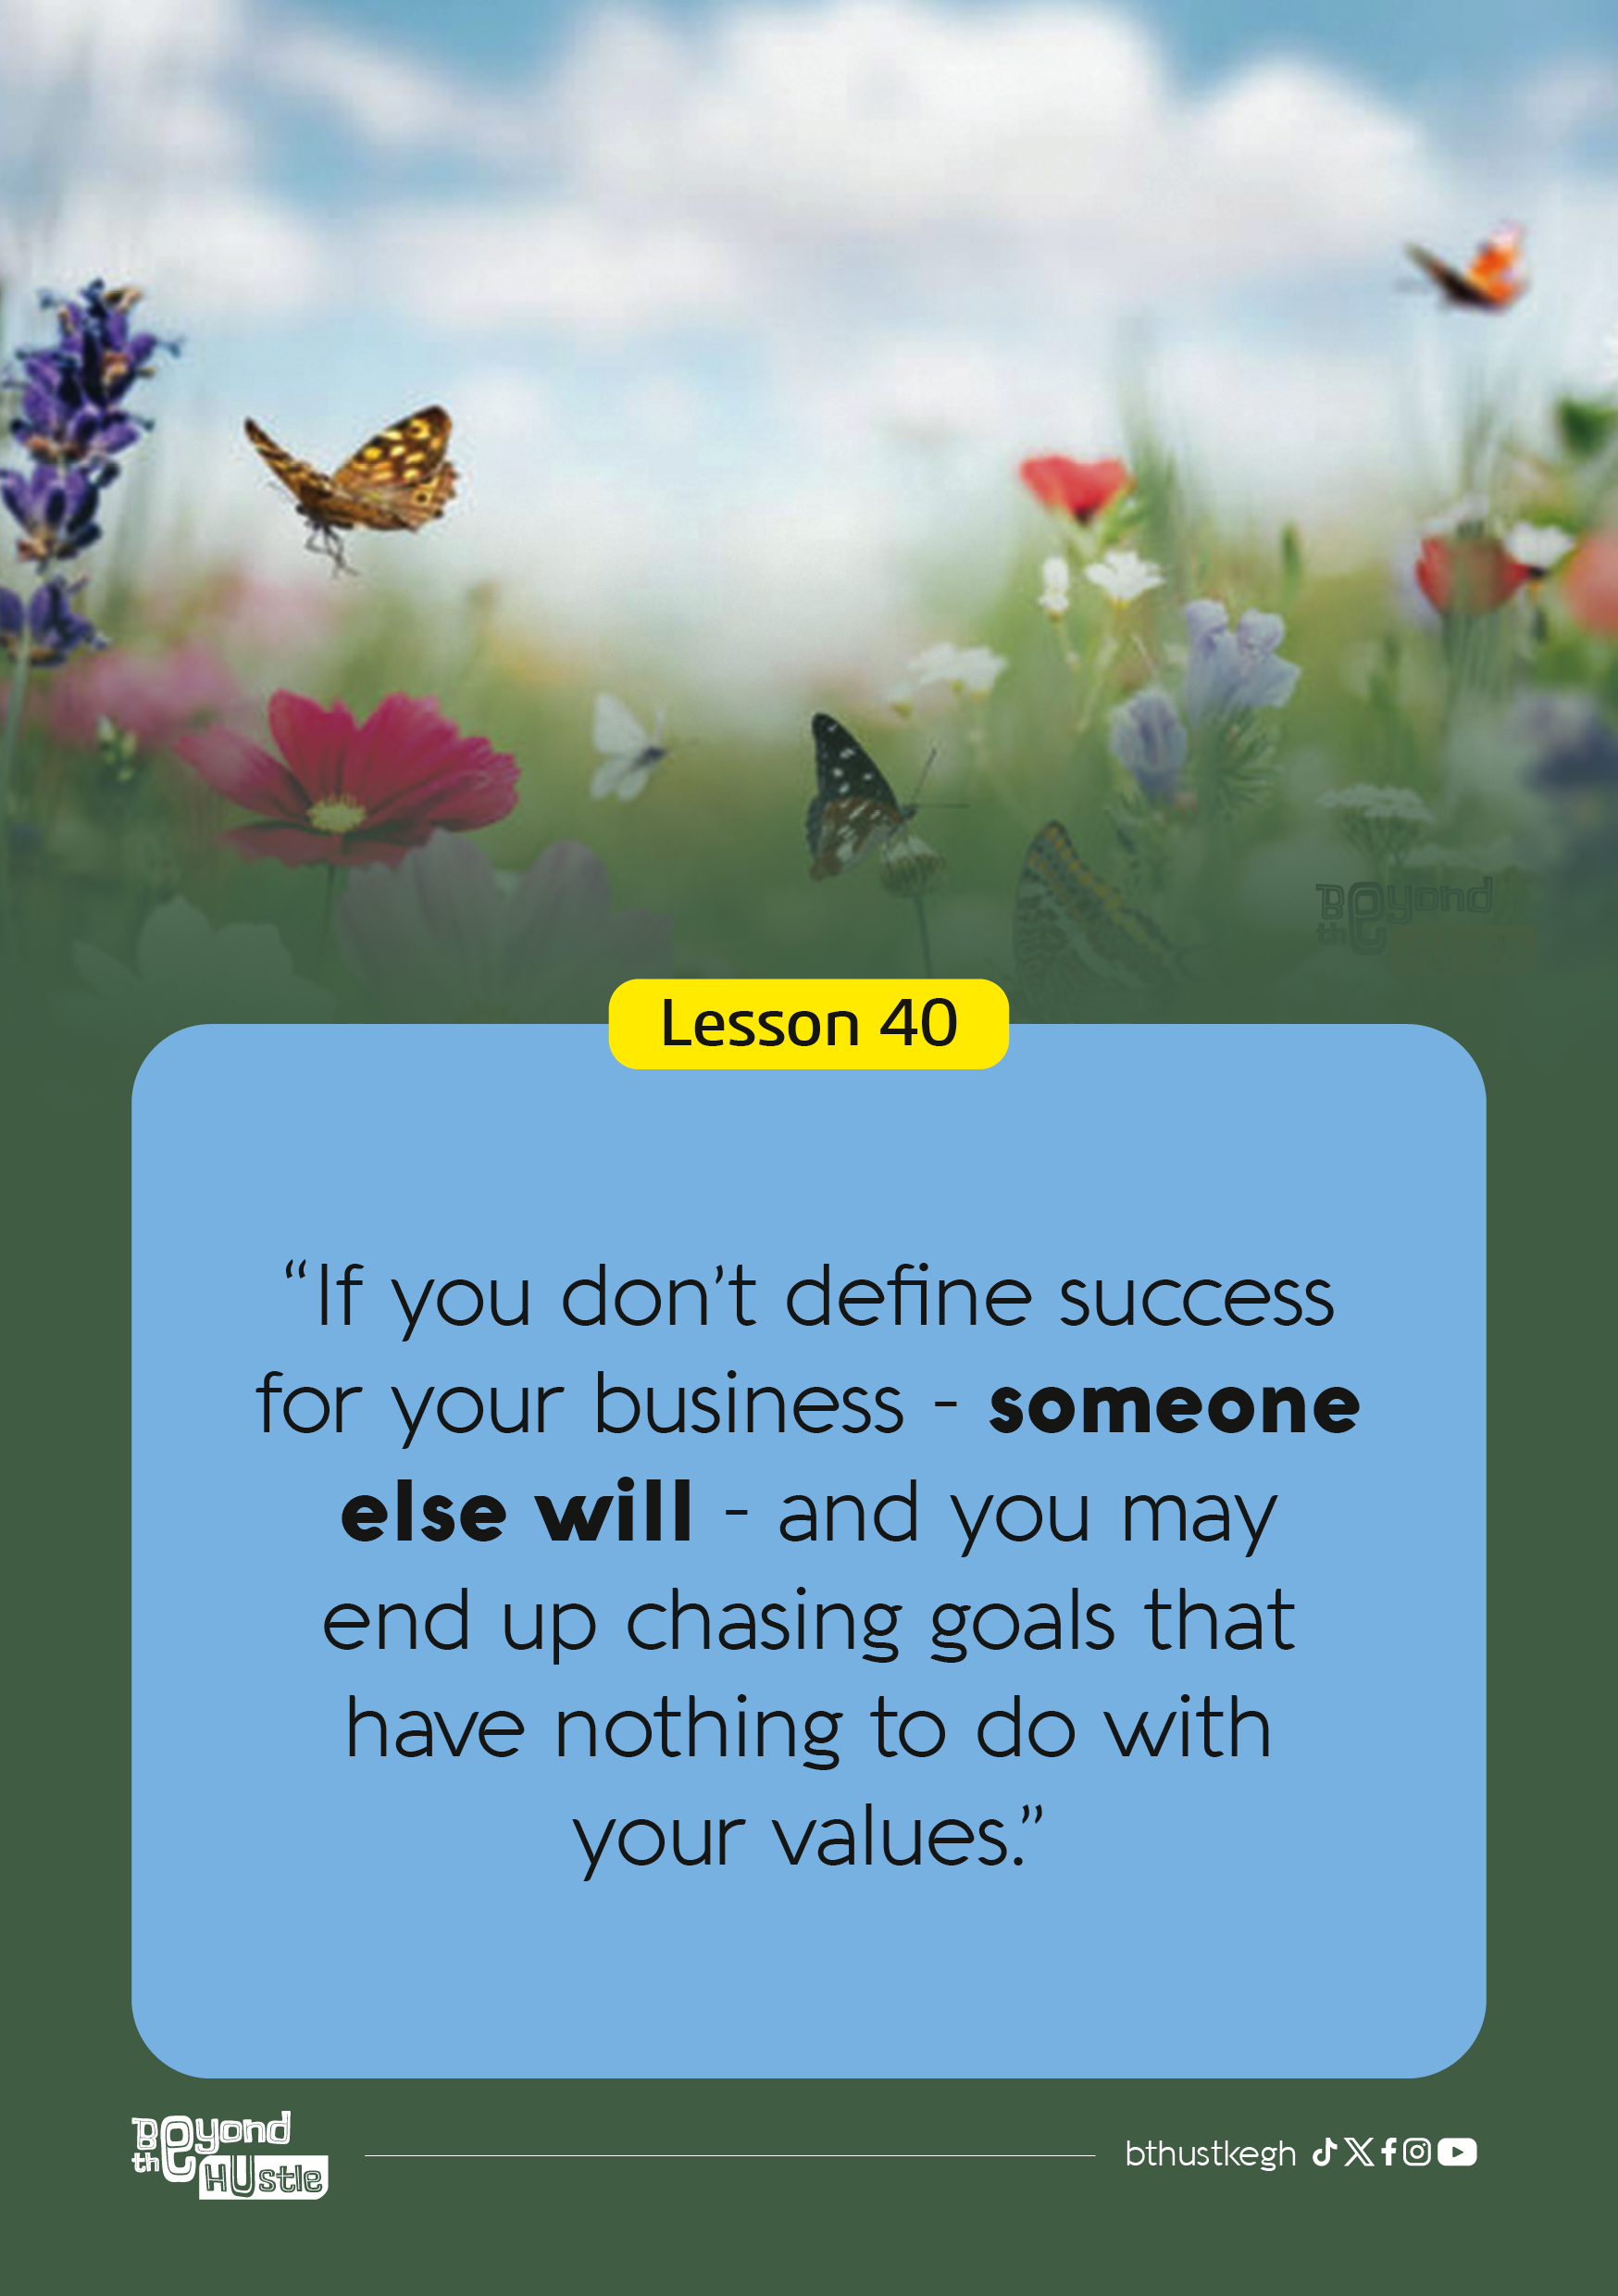 Beyond
the
Lesson 40
“If you don’t define success
for your business - someone
else will - and you may
end up chasing goals that
have nothing to do with
your values.”
Beyond
the HUstle
bthustkegh